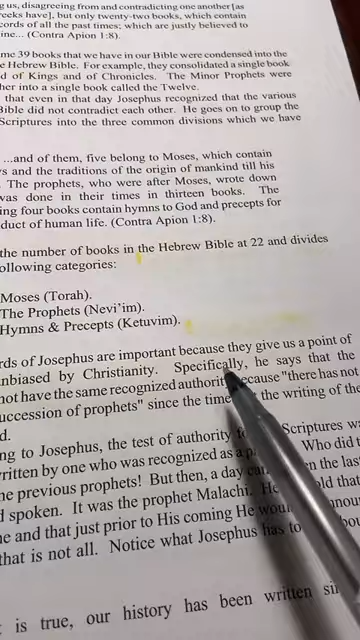 g us, disagreeing from and contradicting one another [as
eeks have], but only twenty-two books, which contain
cords of all the past times; which are justly believed to
ine... (Contra Apion 1:8).
me 39 books that we have in our Bible were condensed into the
e Hebrew Bible. For example, they consolidated a single book
d of Kings and of Chronicles. The Minor Prophets were
her into a single book called the Twelve.
that even in that day Josephus recognized that the various
Bible did not contradict each other. He goes on to group the
Scriptures into the three common divisions which we have
...and of them, five belong to Moses, which contain
s and the traditions of the origin of mankind till his
The prophets, who were after Moses, wrote down
was done in their times in thirteen books. The
ing four books contain hymns to God and precepts for
duct of human life. (Contra Apion 1:8).
the number of books in the Hebrew Bible at 22 and divides
ollowing categories:
Moses (Torah).
The Prophets (Nevi'im).
Hymns & Precepts (Ketuvim).
rds of Josephus are important because they give us a point of
nbiased by Christianity. Specifically, he says that the
not have the same recognized authorit because "there has not
uccession of prophets" since the time the writing of the
d.
ng to Josephus, the test of authority Scriptures wa
ritten by one who was recognized as a p Who did t
he previous prophets! But then, a day ca n the las
d spoken. It was the prophet Malachi. He old that
e and that just prior to His coming He wou nou
that is not all. Notice what Josephus has to bou
is true, our history has been written sin